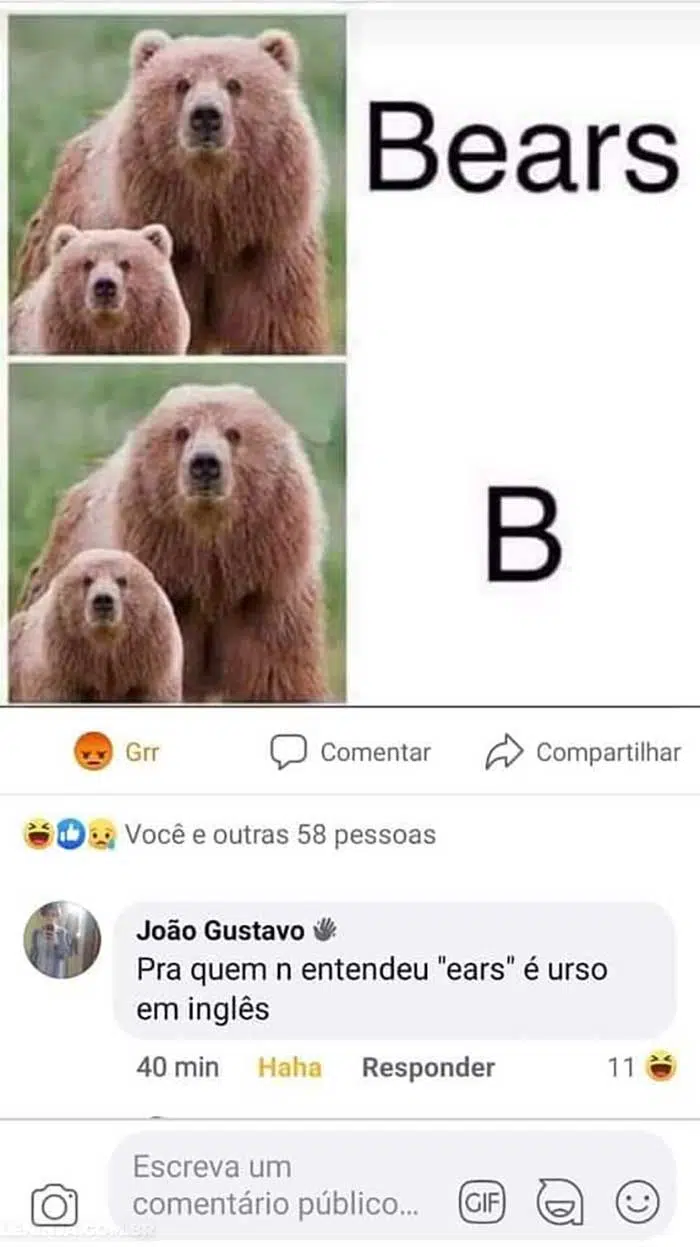 Bears
B
Grr
Comentar
Compartilhar
Você e outras 58 pessoas
João Gustavo
Pra quem n entendeu "ears" é urso
em inglês
40 min
Haha
Responder
11
Escreva um
comentário público...
GIF